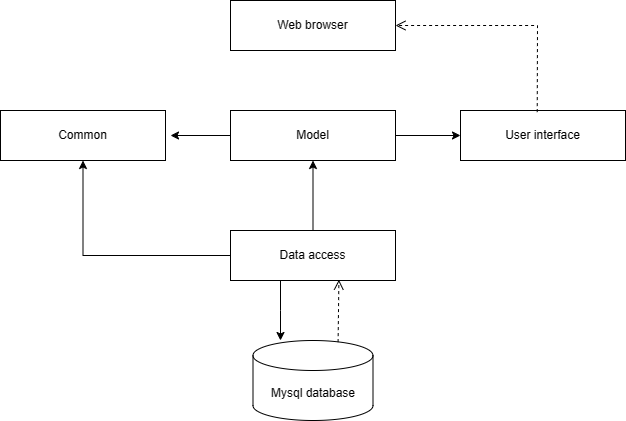 Web browser
Common
Model
User interface
Data access
Mysql database